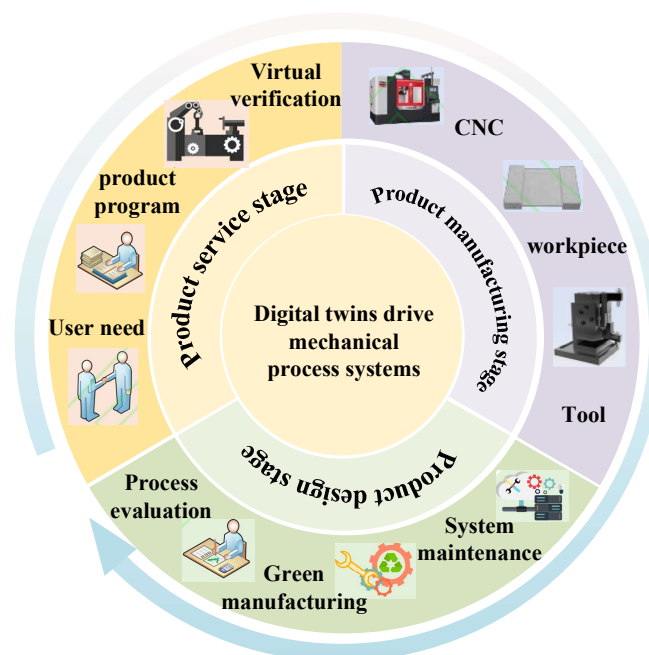 Virtual
verification
CNC
product
program
workpiece
User need
Tool
Product service stage
Product manufacturing stage
Digital twins drive
mechanical
process systems
Product design stage
Process
evaluation
System
maintenance
Green
manufacturing